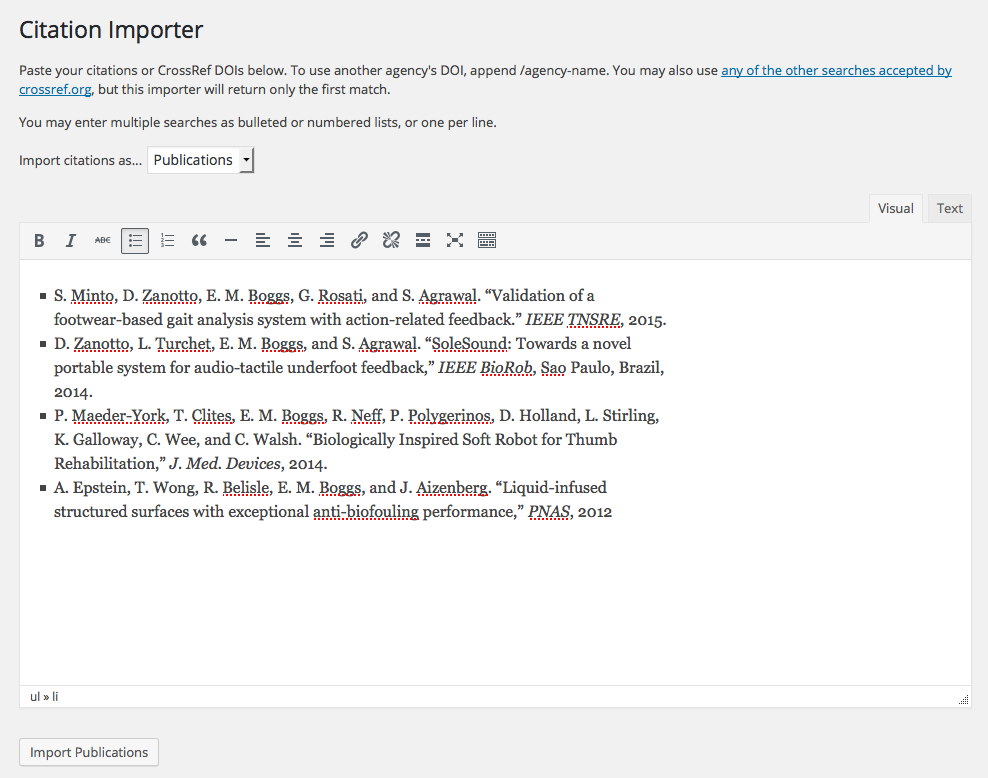 Citation Importer
Paste your citations or CrossRef DOIs below. To use another agency's DOI, append /agency-name. You may also use any of the other searches accepted by
crossref.org, but this importer will return only the first match.
You may enter multiple searches as bulleted or numbered lists, or one per line.
Import citations as... Publications
Visual Text
B I ABC
S. Minto, D. Zanotto, E. M. Boggs, G. Rosati, and S. Agrawal. “Validation of a
footwear-based gait analysis system with action-related feedback.” IEEE TNSRE, 2015.
D. Zanotto, L. Turchet, E. M. Boggs, and S. Agrawal. “SoleSound: Towards a novel
portable system for audio-tactile underfoot feedback,” IEEE BioRob, Sao Paulo, Brazil,
2014.
P. Maeder-York, T. Clites, E. M. Boggs, R. Neff, P. Polygerinos, D. Holland, L. Stirling,
K. Galloway, C. Wee, and C. Walsh. “Biologically Inspired Soft Robot for Thumb
Rehabilitation,” J. Med. Devices, 2014.
A. Epstein, T. Wong, R. Belisle, E. M. Boggs, and J. Aizenberg. “Liquid-infused
structured surfaces with exceptional anti-biofouling performance,” PNAS, 2012
ul » li
Import Publications